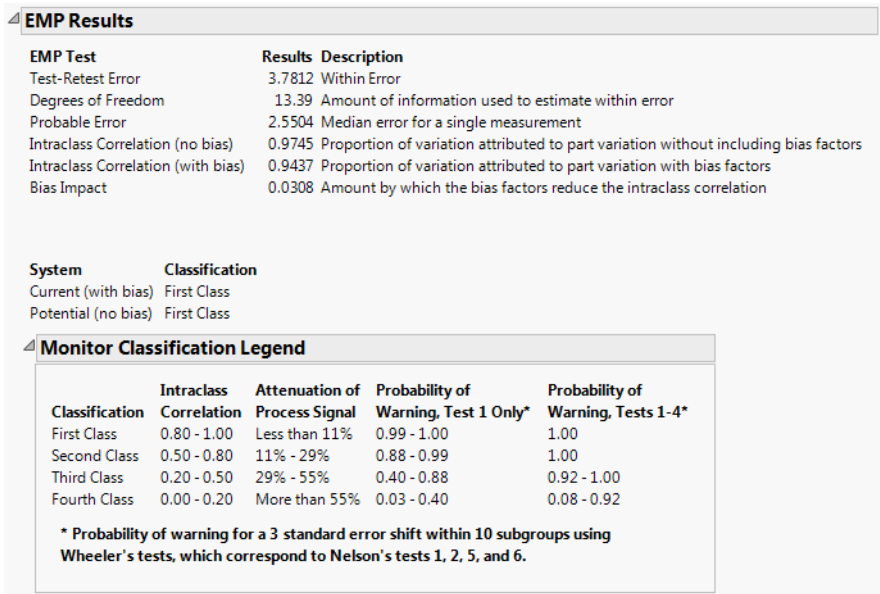 EMP Results
EMP Test Results Description
Test-Retest Error 3.7812 Within Error
Degrees of Freedom 13.39 Amount of information used to estimate within error
Probable Error 2.5504 Median error for a single measurement
Intraclass Correlation (no bias) 0.9745 Proportion of variation attributed to part variation without including bias factors
Intraclass Correlation (with bias) 0.9437 Proportion of variation attributed to part variation with bias factors
Bias Impact 0.0308 Amount by which the bias factors reduce the intraclass correlation
System Classification
Current (with bias) First Class
Potential (no bias) First Class
Monitor Classification Legend
Intraclass Attenuation of Probability of Probability of
Classification Correlation Process Signal Warning, Test 1 Only* Warning, Tests 1-4*
First Class 0.80 - 1.00 Less than 11% 0.99 - 1.00 1.00
Second Class 0.50 - 0.80 11% - 29% 0.88 - 0.99 1.00
Third Class 0.20 - 0.50 29% - 55% 0.40 - 0.88 0.92 - 1.00
Fourth Class 0.00 - 0.20 More than 55% 0.03 - 0.40 0.08 - 0.92
* Probability of warning for a 3 standard error shift within 10 subgroups using
Wheeler's tests, which correspond to Nelson's tests 1, 2, 5, and 6.